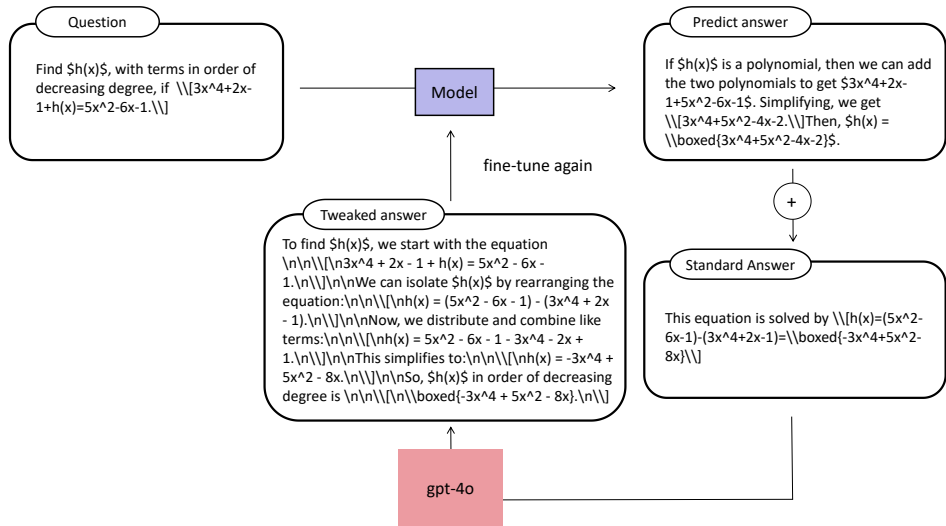 Question
Find $h(x)$, with terms in order of
decreasing degree, if \\[3x^4+2x-
1+h(x)=5x^2-6x-1.\\]
Model
Predict answer
If $h(x)$ is a polynomial, then we can add
the two polynomials to get $3x^4+2x-
1+5x^2-6x-1$. Simplifying, we get
\\[3x^4+5x^2-4x-2.\\]Then, $h(x) =
\\boxed{3x^4+5x^2-4x-2}$.
fine-tune again
+
Tweaked answer
To find $h(x)$, we start with the equation
\n\n\\[\n3x^4 + 2x - 1 + h(x) = 5x^2 - 6x -
1.\n\\]\n\nWe can isolate $h(x)$ by rearranging the
equation:\n\n\\[\nh(x) = (5x^2 - 6x - 1) - (3x^4 + 2x
- 1).\n\\]\n\nNow, we distribute and combine like
terms:\n\n\\[\nh(x) = 5x^2 - 6x - 1 - 3x^4 - 2x +
1.\n\\]\n\nThis simplifies to:\n\n\\[\nh(x) = -3x^4 +
5x^2 - 8x.\n\\]\n\nSo, $h(x)$ in order of decreasing
degree is \n\n\\[\n\\boxed{-3x^4 + 5x^2 - 8x}.\n\\]
Standard Answer
This equation is solved by \\[h(x)=(5x^2-
6x-1)-(3x^4+2x-1)=\\boxed{-3x^4+5x^2-
8x}\\]
gpt-4o